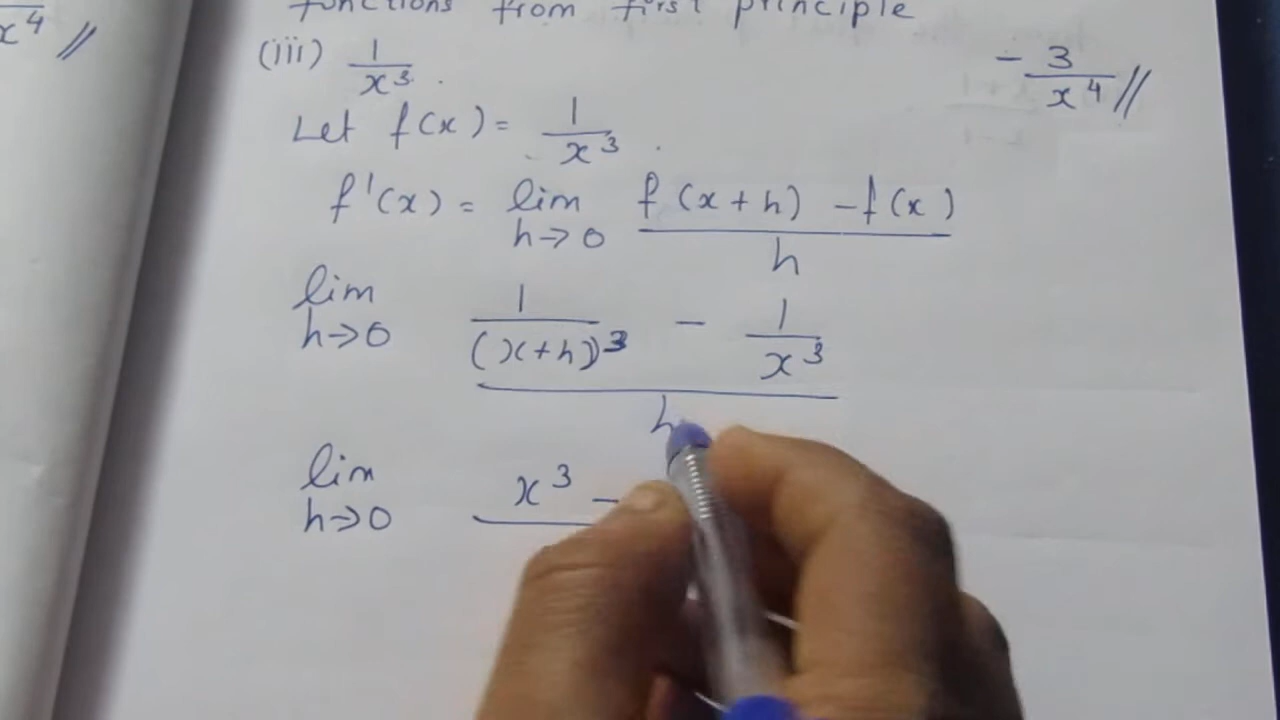 x⁴ //
functions from first principle
(iii) 1/x³ .
- 3/x⁴ //
Let f(x) = 1/x³ .
f'(x) = lim h→0 (f(x+h) - f(x))/h
lim h→0 (1/(x+h)³ - 1/x³)/h
lim h→0 x³ -